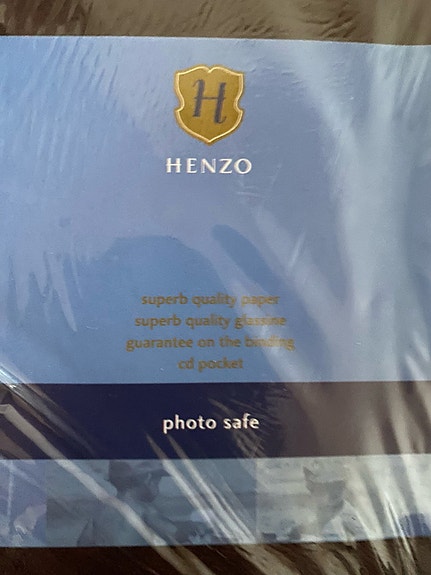 H
HENZO
superb quality paper
superb quality glassine
guarantee on the binding
cd pocket
photo safe